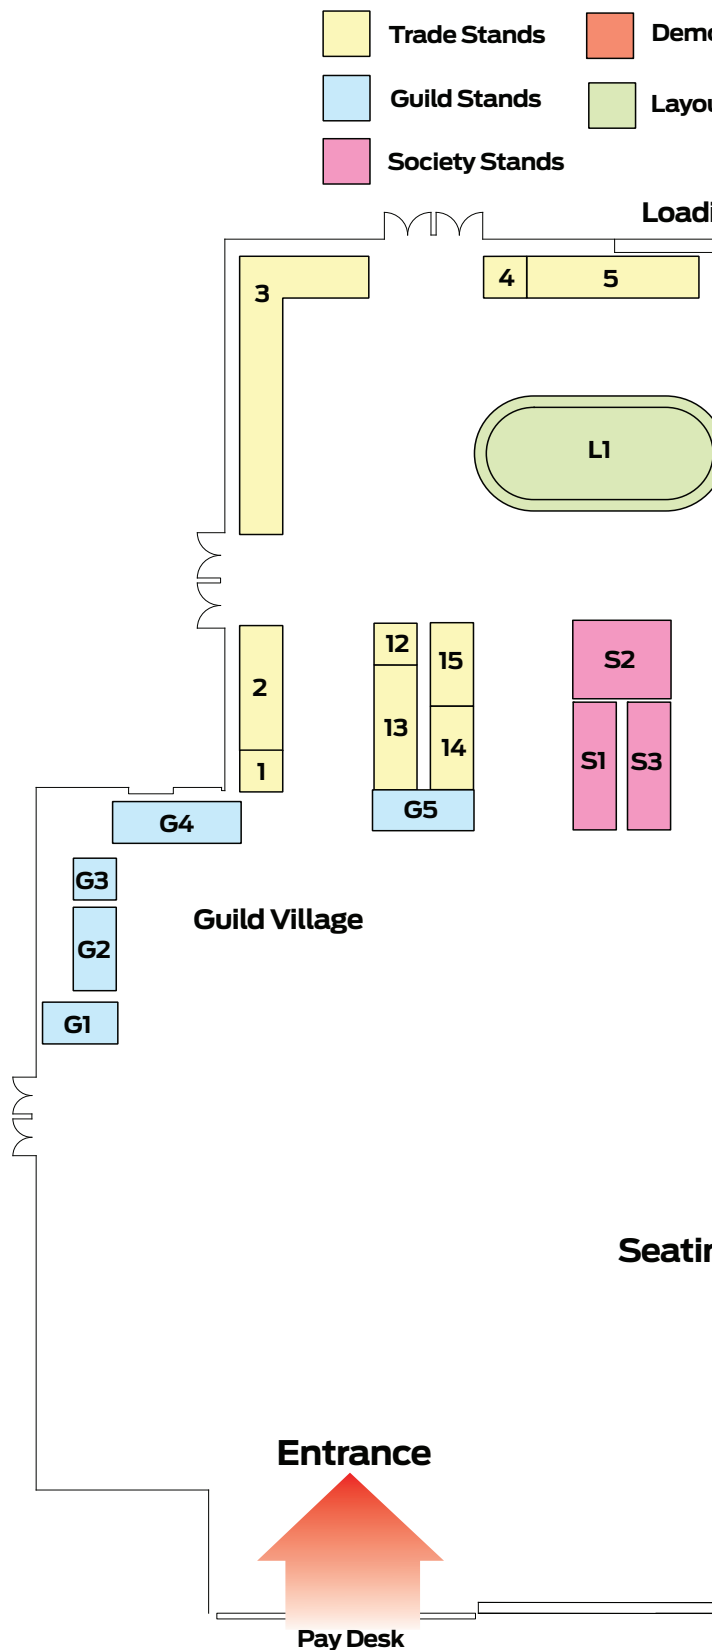 Trade Stands
Guild Stands
Society Stands
3
4
5
L1
2
1
12
13
15
14
G5
S2
S1
S3
G4
G3
G2
G1
Guild Village
Entrance
Pay Desk